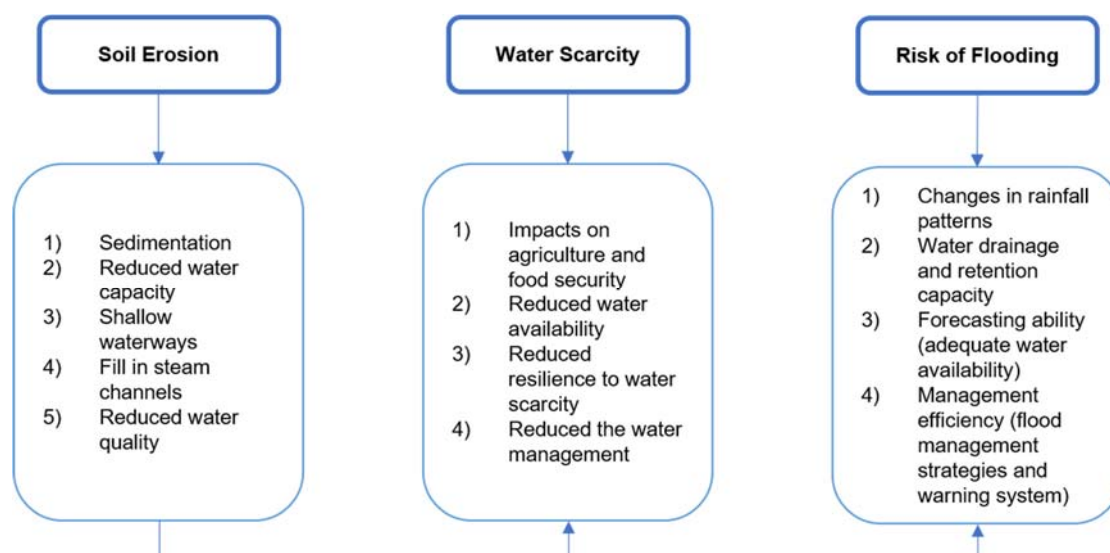 Soil Erosion
1) Sedimentation
2) Reduced water
capacity
3) Shallow
waterways
4) Fill in steam
channels
5) Reduced water
quality
Water Scarcity
1) Impacts on
agriculture and
food security
2) Reduced water
availability
3) Reduced
resilience to water
scarcity
4) Reduced the water
management
Risk of Flooding
1) Changes in rainfall
patterns
2) Water drainage
and retention
capacity
3) Forecasting ability
(adequate water
availability)
4) Management
efficiency (flood
management
strategies and
warning system)